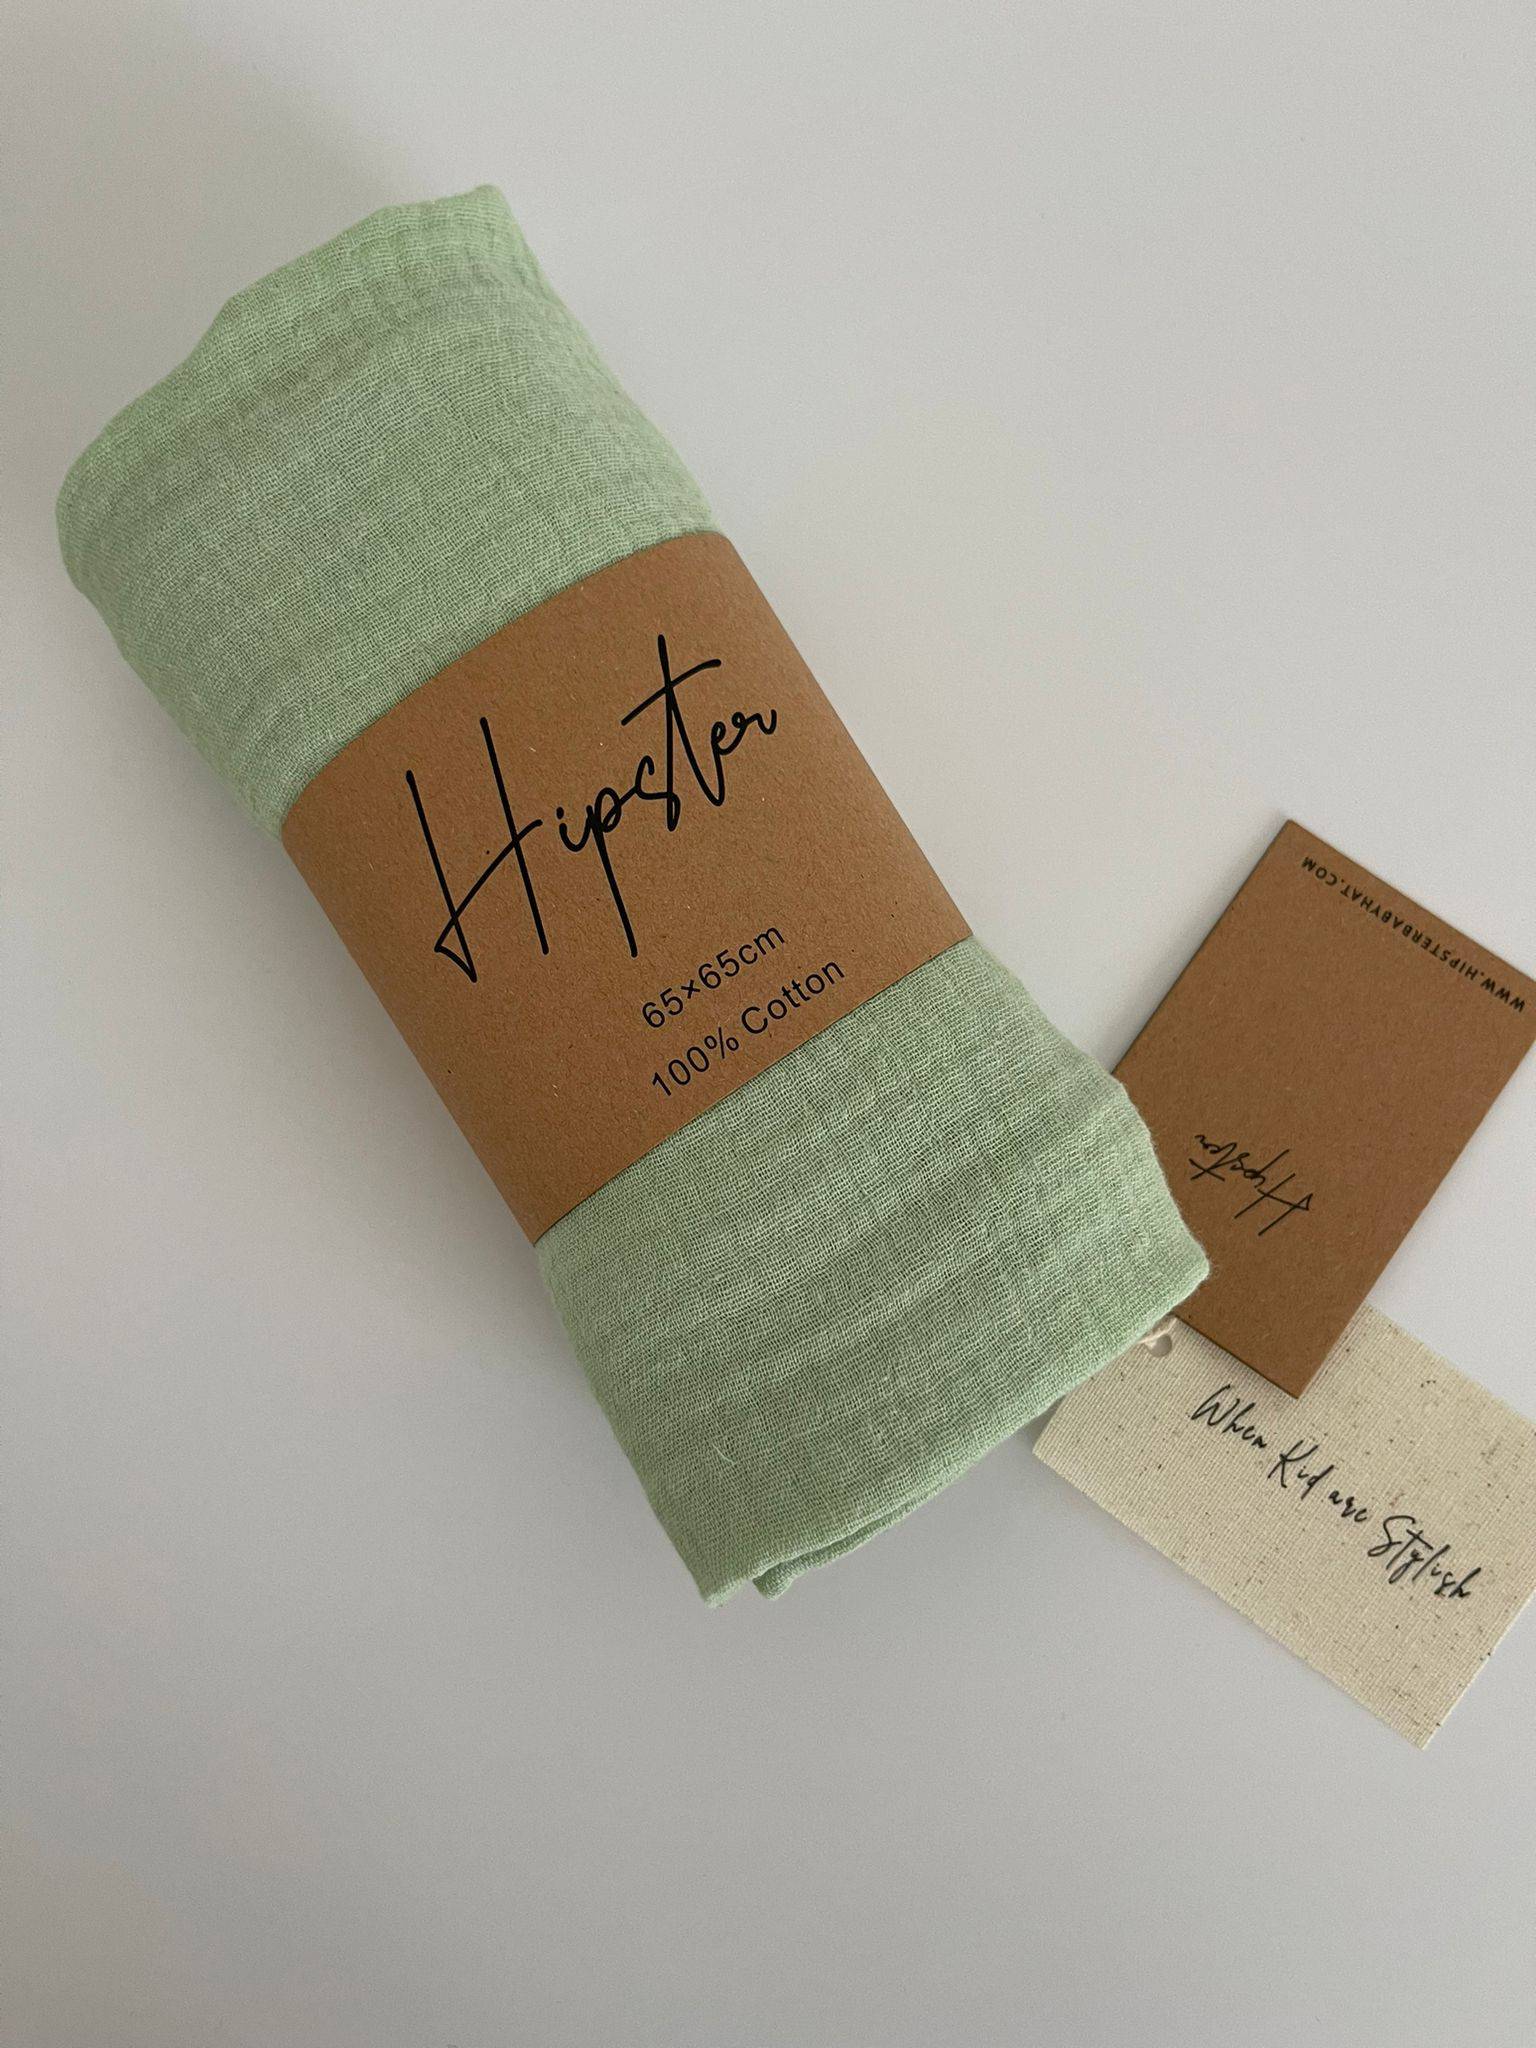 Hipster
65×65cm
100% Cotton
WWW.HIPSTERBABYHAT.COM
Hipster
When Kid are Stylish